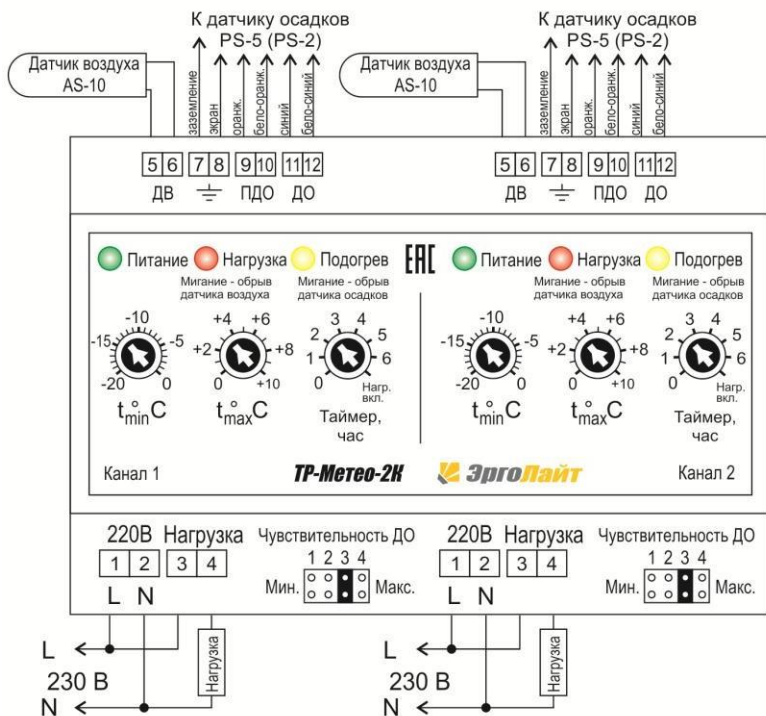 К датчику осадков
PS-5 (PS-2)
Датчик воздуха
AS-10
заземление
экран
оранж.
бело-оранж.
синий
бело-синий
К датчику осадков
PS-5 (PS-2)
Датчик воздуха
AS-10
заземление
экран
оранж.
бело-оранж.
синий
бело-синий
5 6 7 8 9 10 11 12
ДВ ПДО ДО
5 6 7 8 9 10 11 12
ДВ ПДО ДО
Питание Нагрузка Подогрев
Мигание - обрыв датчика воздуха
Мигание - обрыв датчика осадков
EAC
Питание Нагрузка Подогрев
Мигание - обрыв датчика воздуха
Мигание - обрыв датчика осадков
-20 -15 -10 -5 0
t°min C
0 +2 +4 +6 +8 +10
t°max C
0 1 2 3 4 5 6 Нагр. вкл.
Таймер,
час
-20 -15 -10 -5 0
t°min C
0 +2 +4 +6 +8 +10
t°max C
0 1 2 3 4 5 6 Нагр. вкл.
Таймер,
час
Канал 1 ТР-Метео-2К ЭргоЛайт Канал 2
220В Нагрузка
1 2 3 4
L N
Чувствительность ДО
1 2 3 4
Мин. Макс.
220В Нагрузка
1 2 3 4
L N
Чувствительность ДО
1 2 3 4
Мин. Макс.
L
230 В
N
Нагрузка
L
230 В
N
Нагрузка